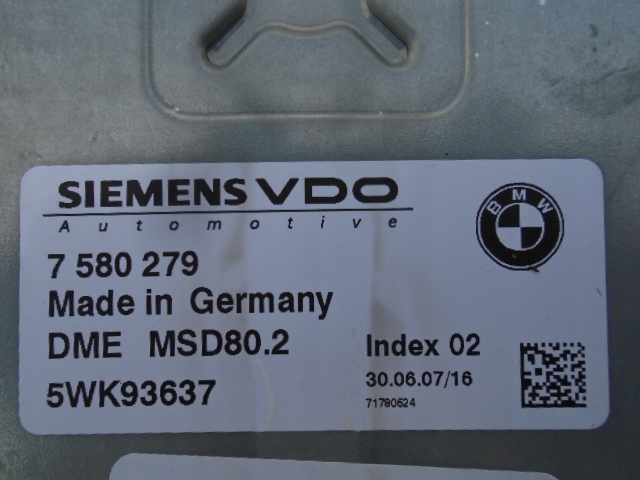 SIEMENS VDO
Automotive
BMW
7 580 279
Made in Germany
DME MSD80.2 Index 02
5WK93637 30.06.07/16
71780624